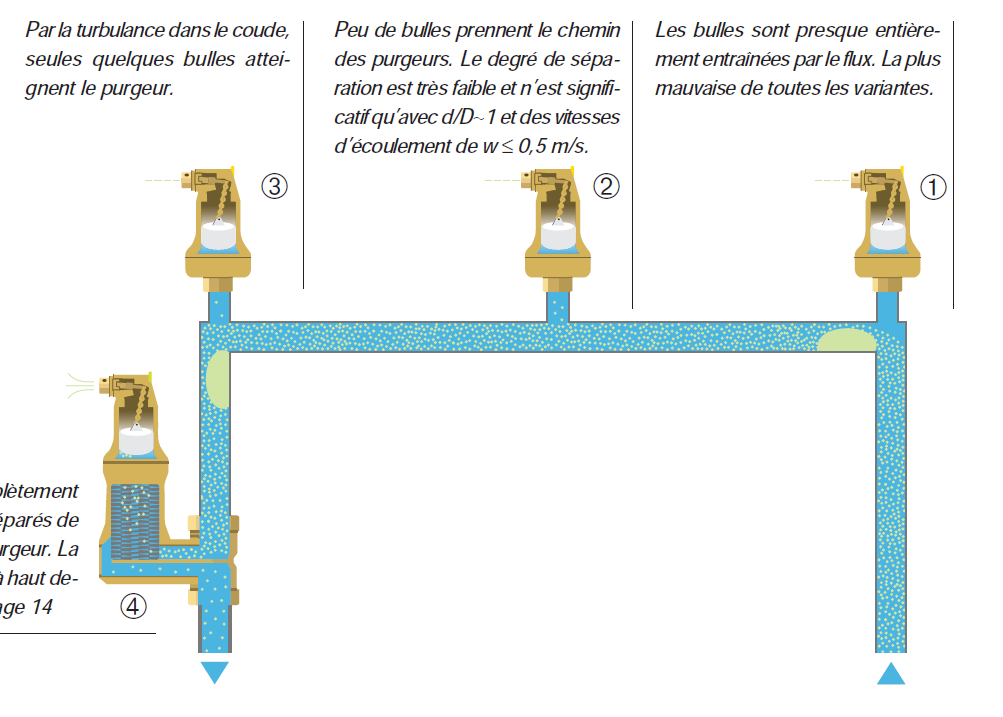 Par la turbulance dans le coude,
seules quelques bulles attei-
gnent le purgeur.
Peu de bulles prennent le chemin
des purgeurs. Le degré de sépa-
ration est très faible et n'est signifi-
catif qu'avec d/D~1 et des vitesses
d'écoulement de w ≤ 0,5 m/s.
Les bulles sont presque entière-
ment entraînées par le flux. La plus
mauvaise de toutes les variantes.
③
②
①
éparés de
urgeur. La
à haut de-
age 14
④